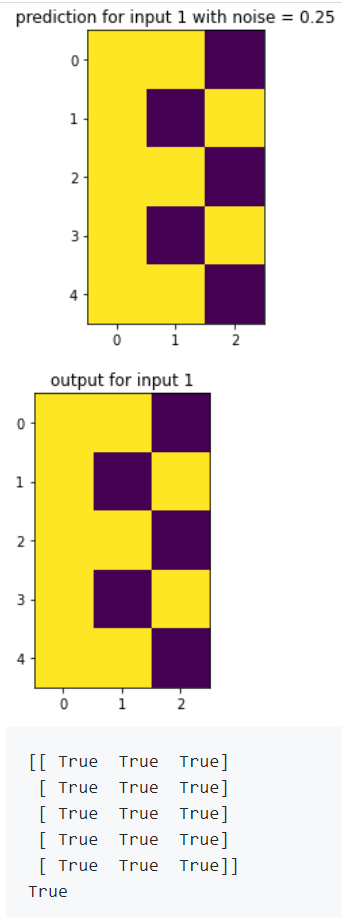 prediction for input 1 with noise = 0.25
0
1
2
3
4
0 1 2
output for input 1
0
1
2
3
4
0 1 2
[[ True  True  True]
 [ True  True  True]
 [ True  True  True]
 [ True  True  True]
 [ True  True  True]]
True